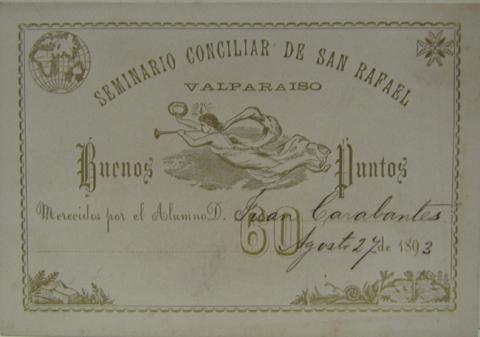 SEMINARIO CONCILIAR DE SAN RAFAEL
VALPARAISO
Buenos Puntos
Merecidos por el Alumno D. Juan Carabantes
60
Agosto 27 de 1893